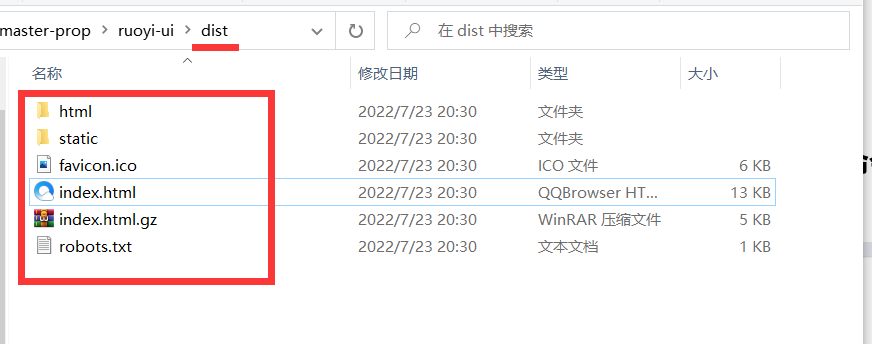 master-prop > ruoyi-ui > dist 在 dist 中搜索
名称 修改日期 类型 大小
html 2022/7/23 20:30 文件夹
static 2022/7/23 20:30 文件夹
favicon.ico 2022/7/23 20:30 ICO 文件 6 KB
index.html 2022/7/23 20:30 QQBrowser HT... 13 KB
index.html.gz 2022/7/23 20:30 WinRAR 压缩文件 5 KB
robots.txt 2022/7/23 20:30 文本文档 1 KB